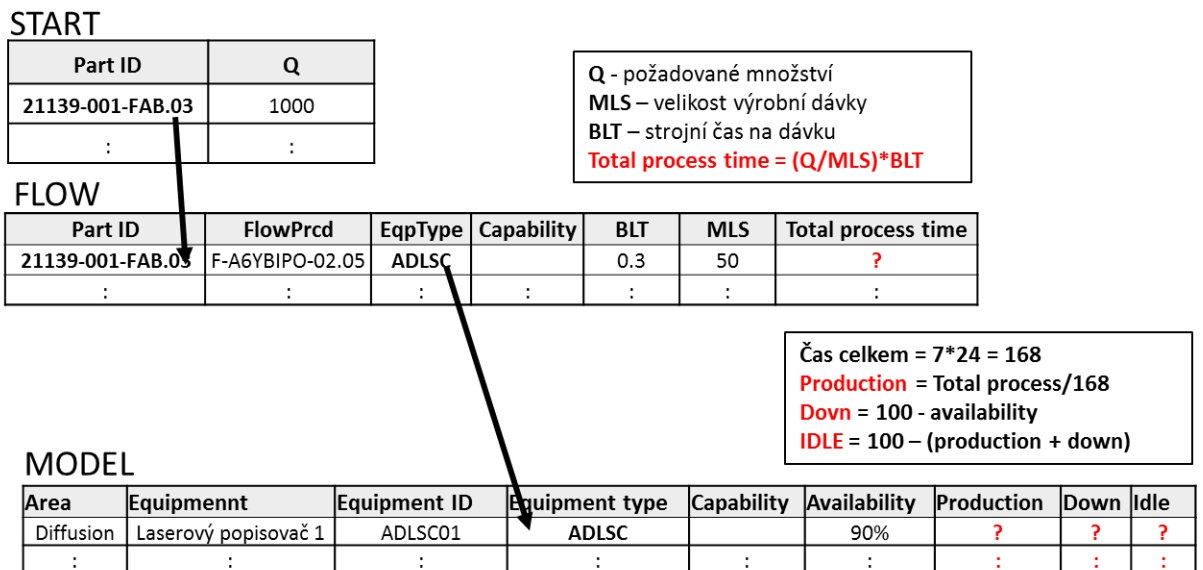 START
Part ID Q
21139-001-FAB.03 1000
: :
Q - požadované množství
MLS – velikost výrobní dávky
BLT – strojní čas na dávku
Total process time = (Q/MLS)*BLT
FLOW
Part ID FlowPrcd EqpType Capability BLT MLS Total process time
21139-001-FAB.03 F-A6YBIPO-02.05 ADLSC 0.3 50 ?
: : : : : : :
Čas celkem = 7*24 = 168
Production = Total process/168
Dovn = 100 - availability
IDLE = 100 – (production + down)
MODEL
Area Equipmennt Equipment ID Equipment type Capability Availability Production Down Idle
Diffusion Laserový popisovač 1 ADLSC01 ADLSC 90% ? ? ?
: : : : : : : : :